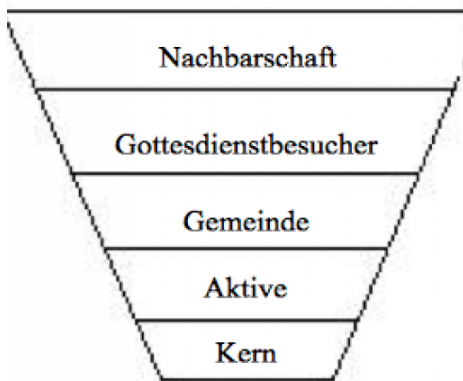 Nachbarschaft
Gottesdienstbesucher
Gemeinde
Aktive
Kern